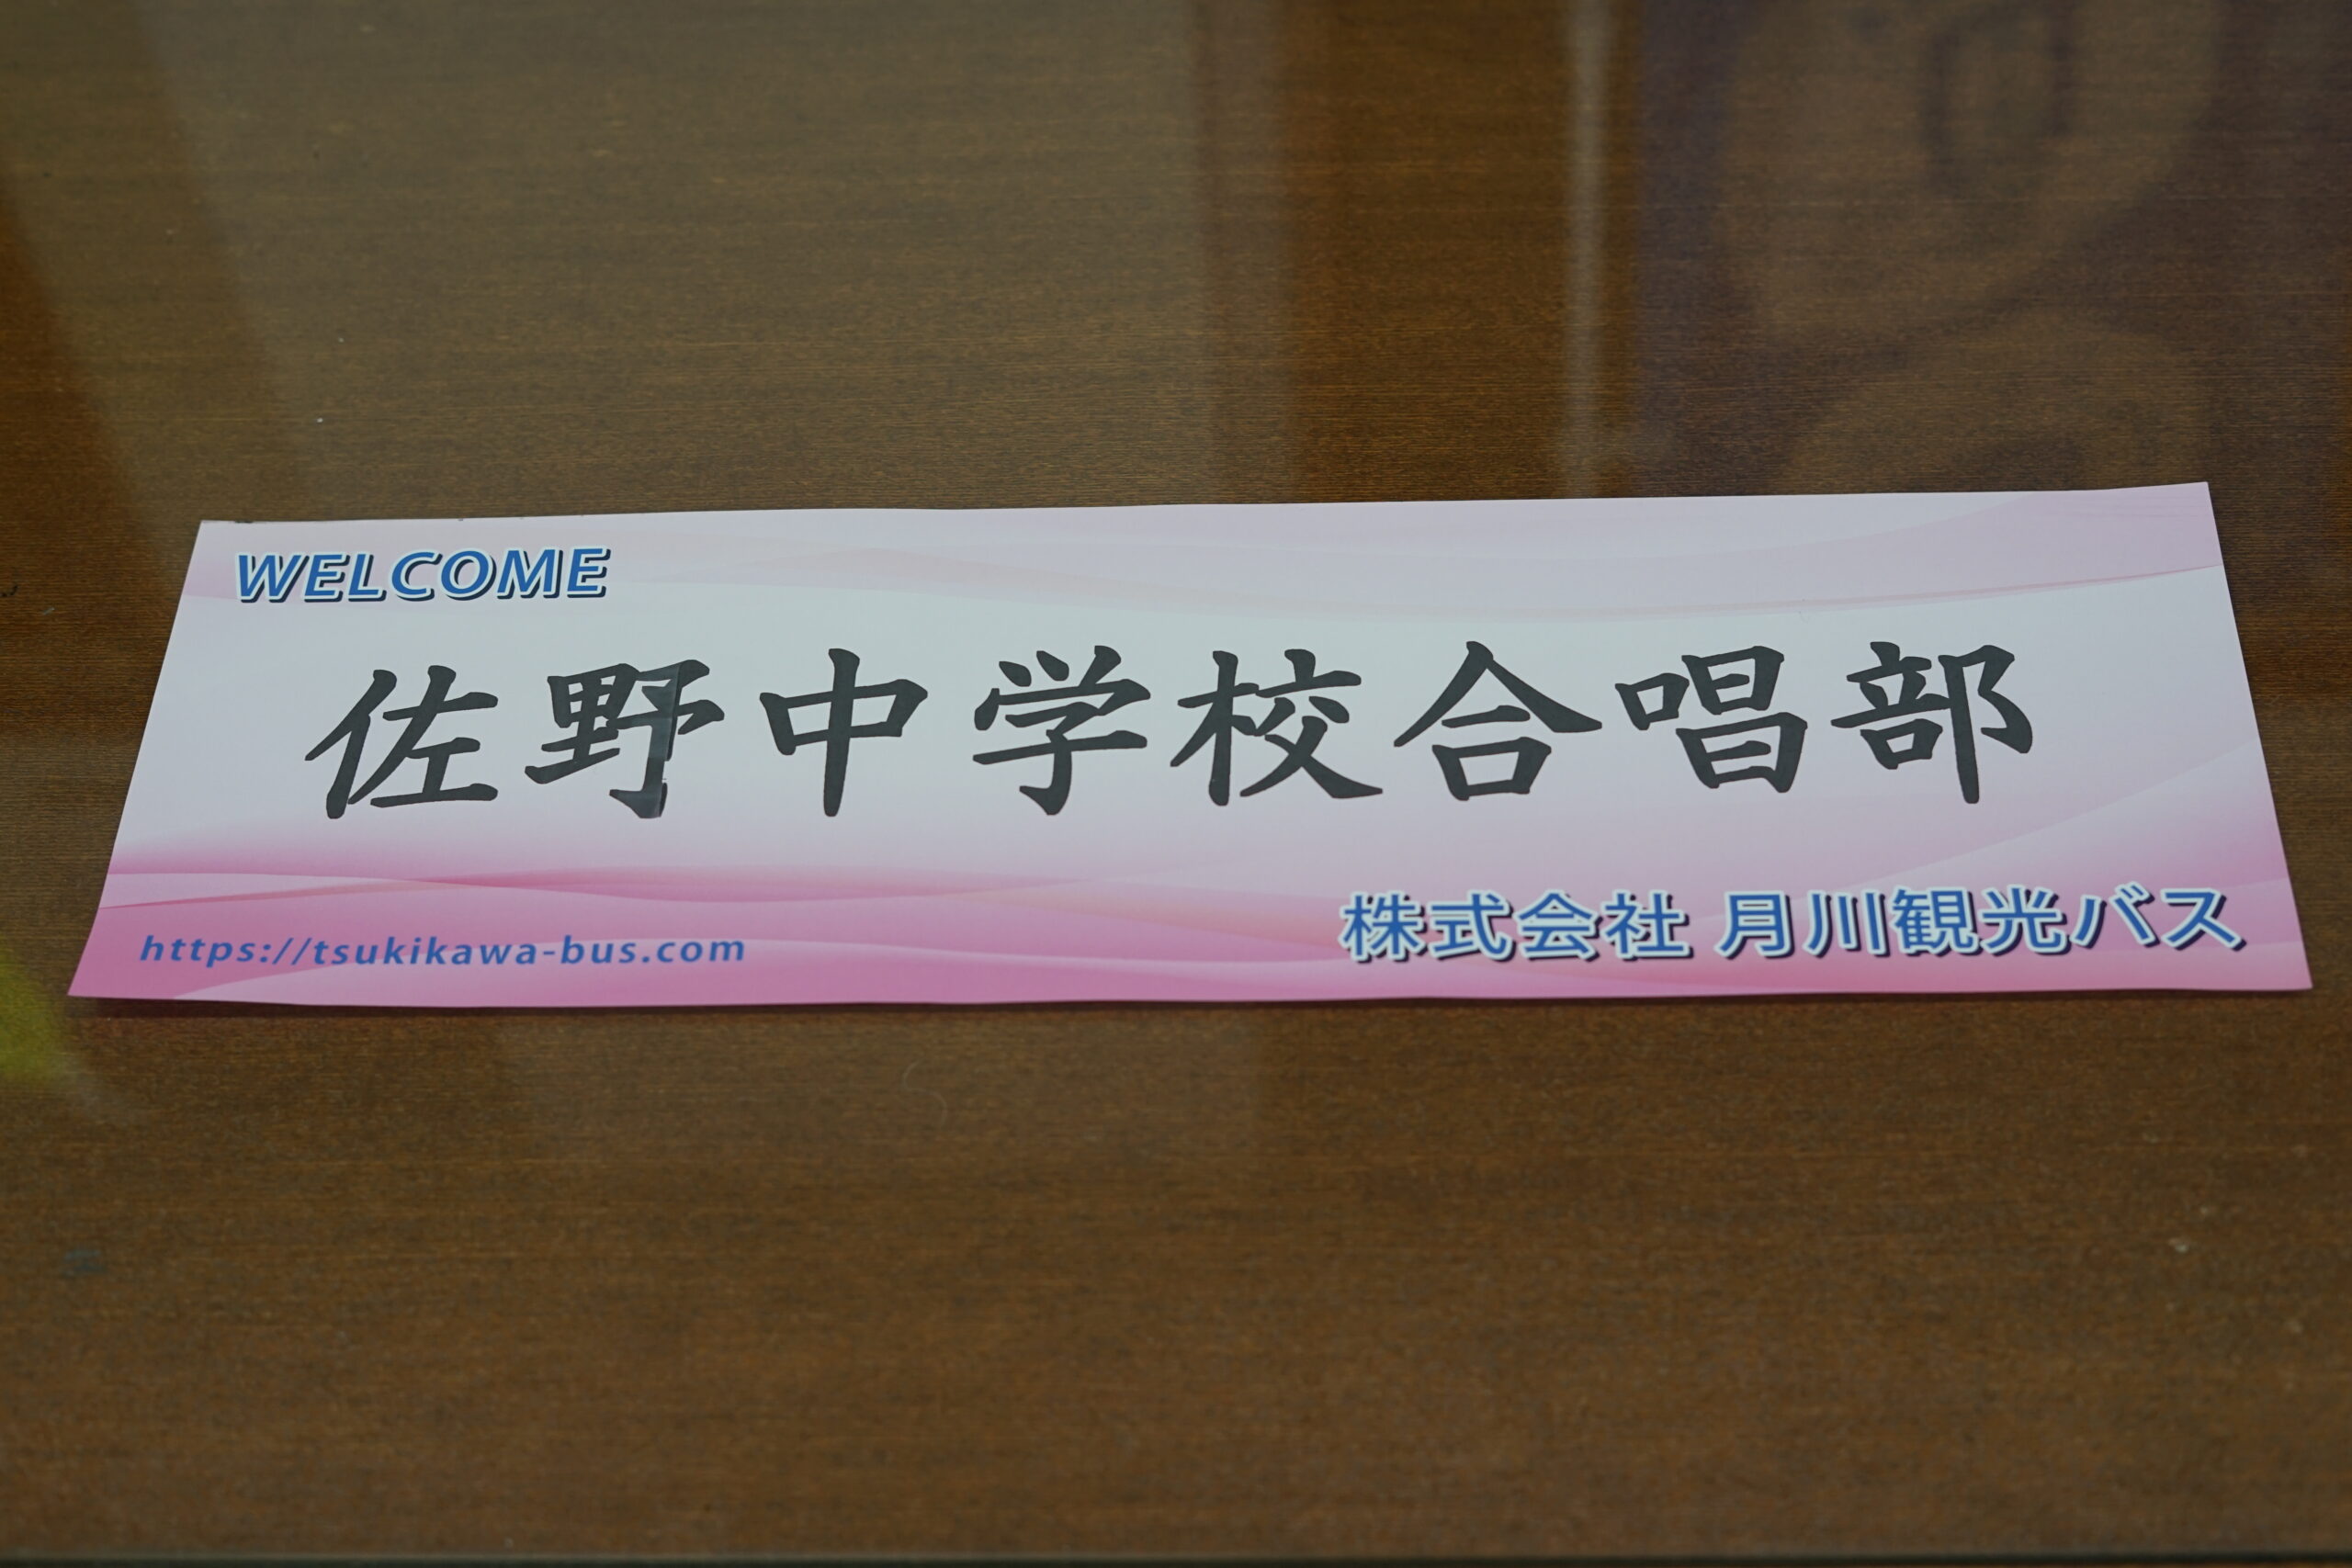 WELCOME
佐野中学校合唱部
https://tsukikawa-bus.com
株式会社 月川観光バス